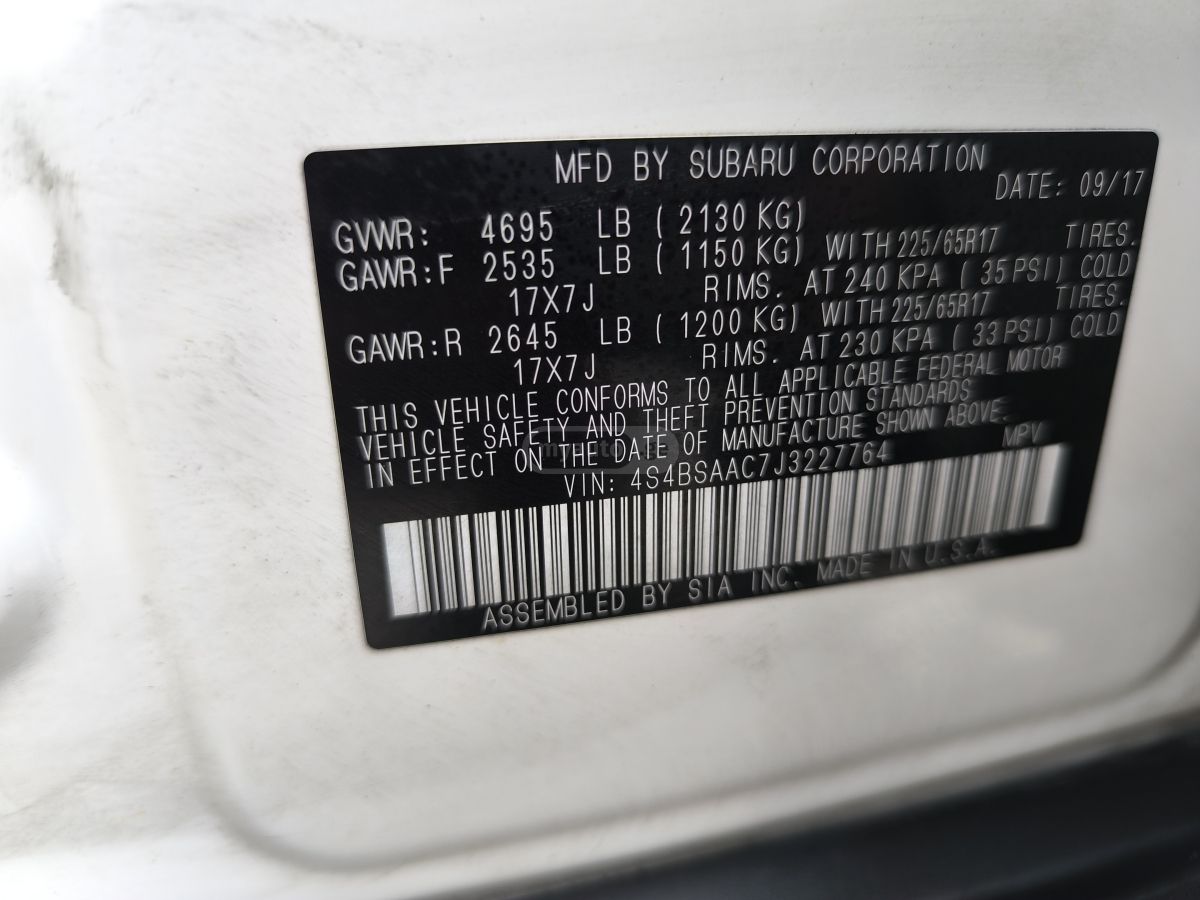 MFD BY SUBARU CORPORATION
DATE: 09/17
GVWR: 4695 LB ( 2130 KG)
GAWR:F 2535 LB ( 1150 KG) WITH 225/65R17 TIRES.
17X7J RIMS. AT 240 KPA ( 35 PSI) COLD
GAWR:R 2645 LB ( 1200 KG) WITH 225/65R17 TIRES.
17X7J RIMS. AT 230 KPA ( 33 PSI) COLD
THIS VEHICLE CONFORMS TO ALL APPLICABLE FEDERAL MOTOR
VEHICLE SAFETY AND THEFT PREVENTION STANDARDS
IN EFFECT ON THE DATE OF MANUFACTURE SHOWN ABOVE.
VIN: 4S4BSAAC7J3227764 MPV
ASSEMBLED BY SIA INC. MADE IN U.S.A.